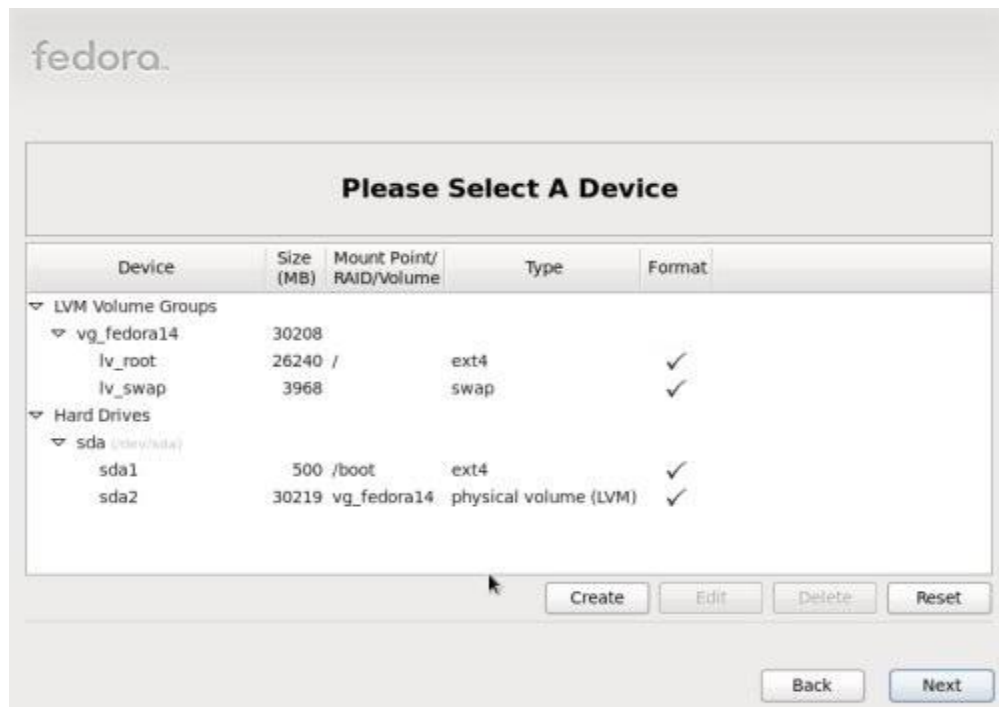 fedora
Please Select A Device
Device Size (MB) Mount Point/ RAID/Volume Type Format
LVM Volume Groups
vg_fedora14 30208
lv_root 26240 / ext4
lv_swap 3968 swap
Hard Drives
sda (/dev/sda)
sda1 500 /boot ext4
sda2 30219 vg_fedora14 physical volume (LVM)
Create Edit Delete Reset
Back Next